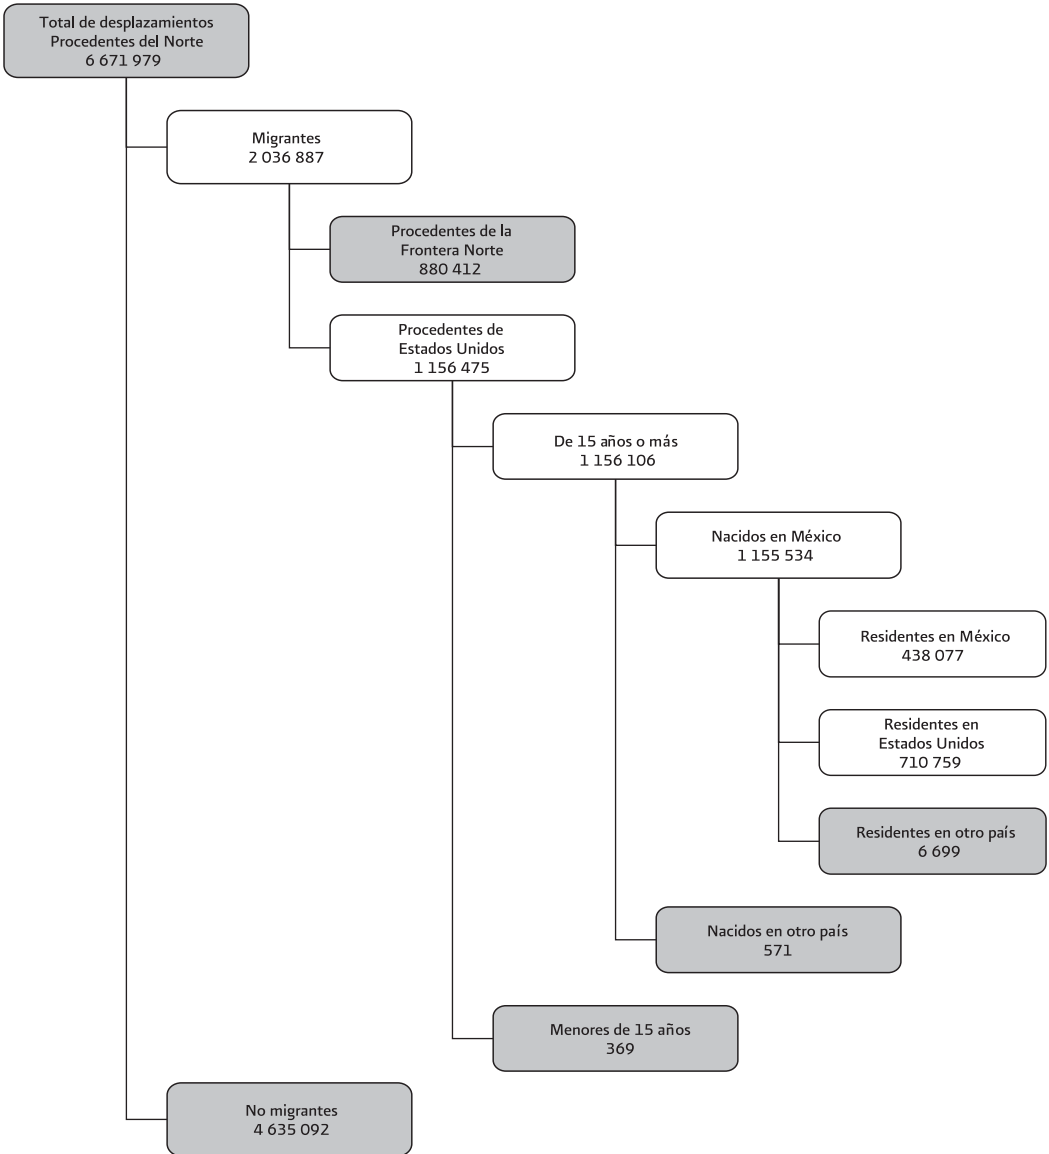 Total de desplazamientos
Procedentes del Norte
6 671 979
Migrantes
2 036 887
Procedentes de la
Frontera Norte
880 412
Procedentes de
Estados Unidos
1 156 475
De 15 años o más
1 156 106
Nacidos en México
1 155 534
Residentes en México
438 077
Residentes en
Estados Unidos
710 759
Residentes en otro país
6 699
Nacidos en otro país
571
Menores de 15 años
369
No migrantes
4 635 092